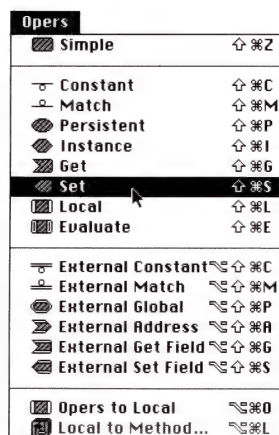 Opers
Simple ⇧⌘Z
Constant ⇧⌘C
Match ⇧⌘M
Persistent ⇧⌘P
Instance ⇧⌘I
Get ⇧⌘G
Set ⇧⌘S
Local ⇧⌘L
Evaluate ⇧⌘E
External Constant ⌥⇧⌘C
External Match ⌥⇧⌘M
External Global ⌥⇧⌘P
External Address ⌥⇧⌘A
External Get Field ⌥⇧⌘G
External Set Field ⌥⇧⌘S
Opers to Local ⌥⌘O
Local to Method... ⌥⌘L